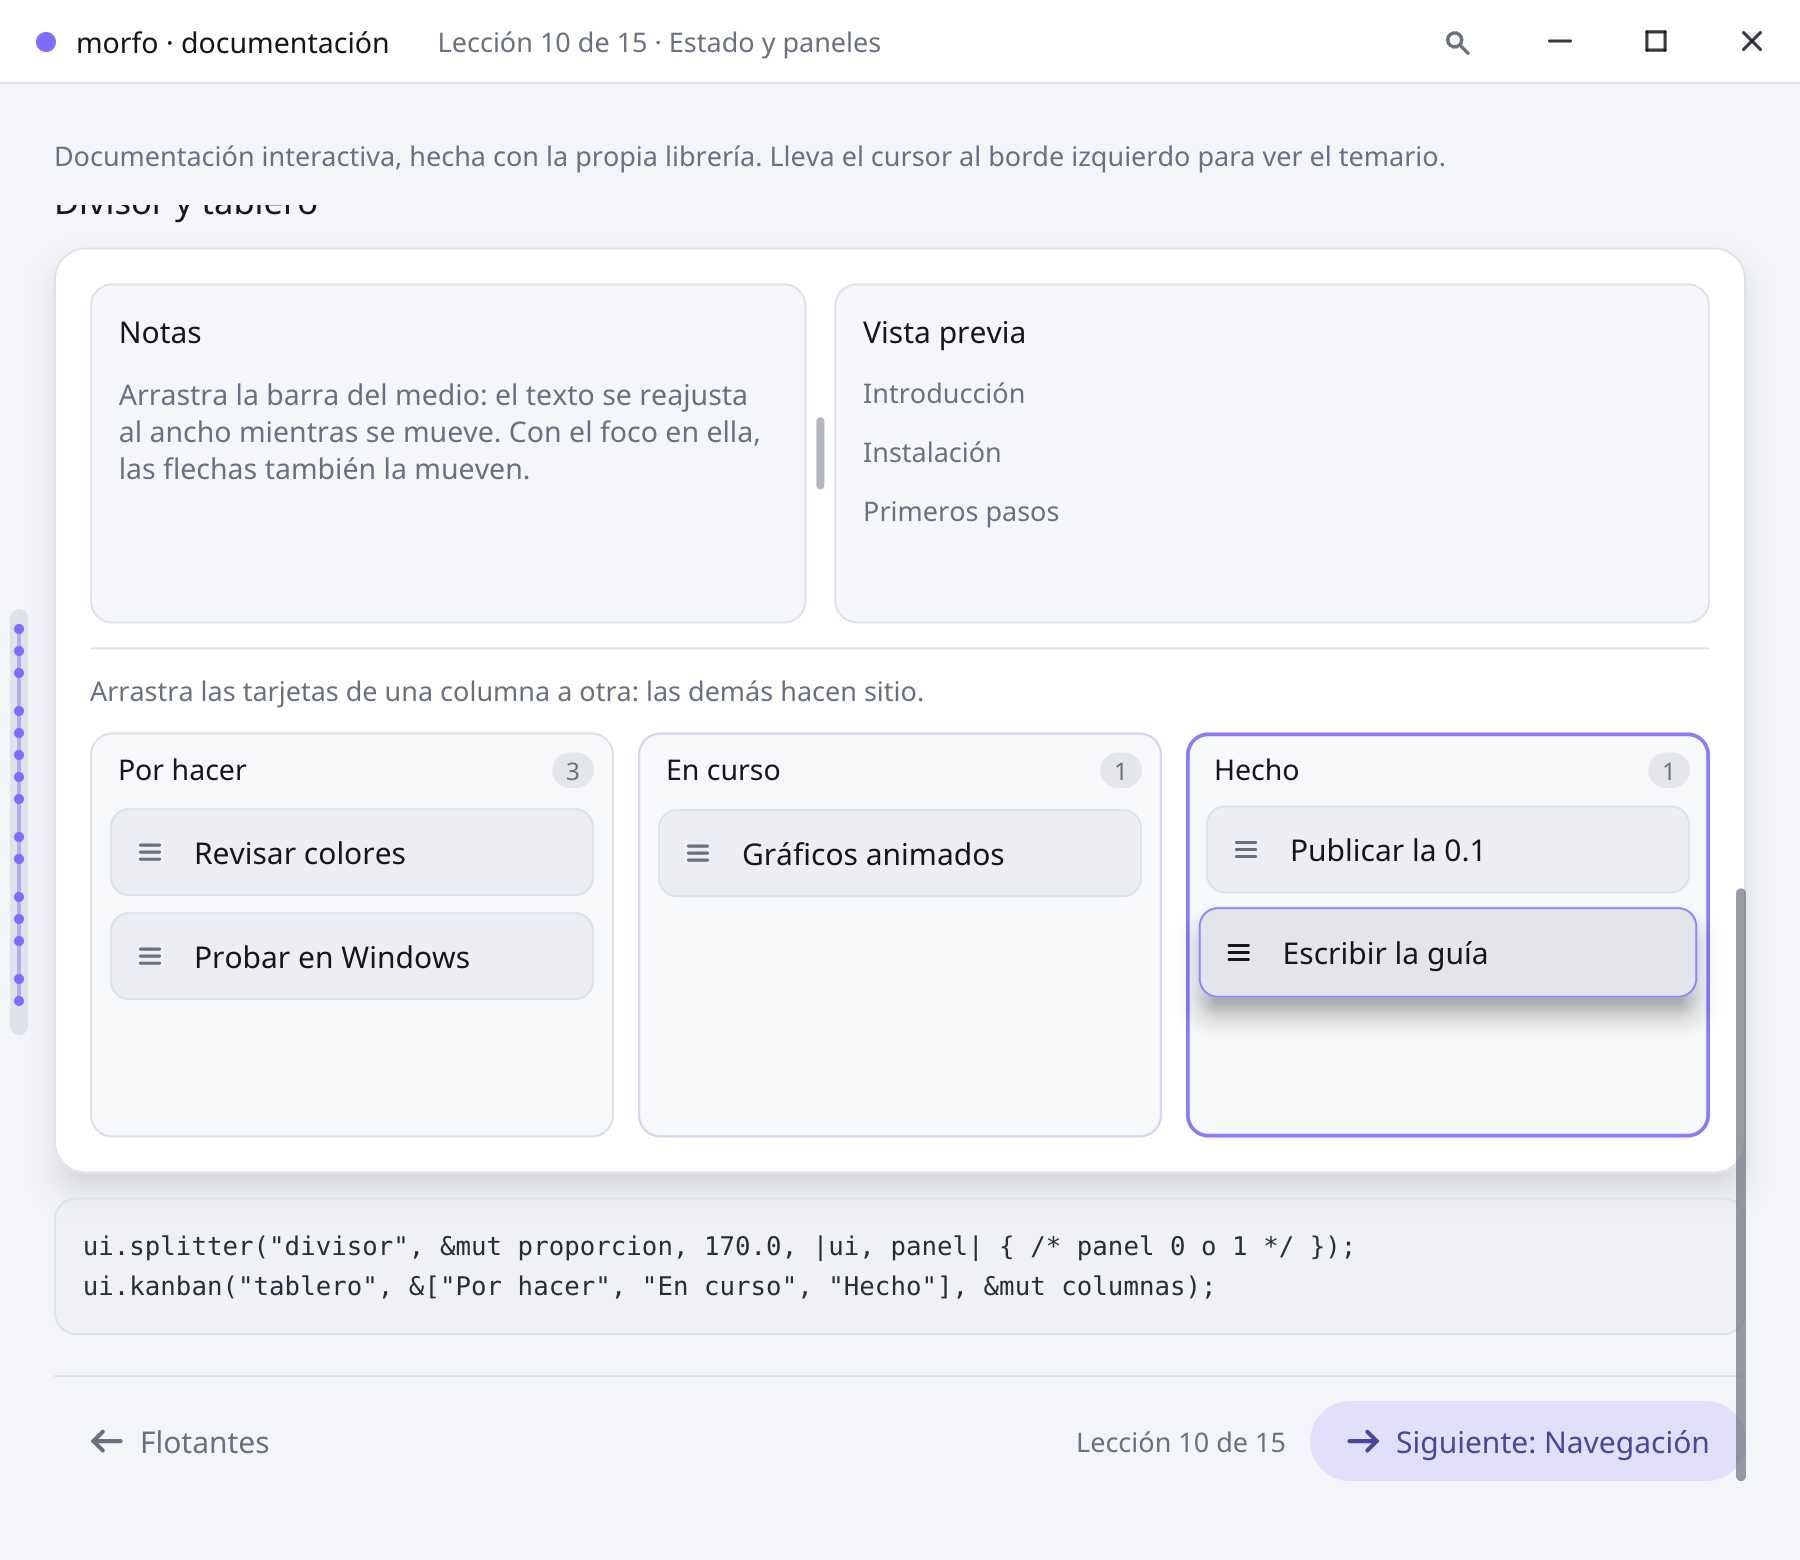 morfo · documentación
Lección 10 de 15 · Estado y paneles
Documentación interactiva, hecha con la propia librería. Lleva el cursor al borde izquierdo para ver el temario.
Divisor y tablero
Notas
Arrastra la barra del medio: el texto se reajusta
al ancho mientras se mueve. Con el foco en ella,
las flechas también la mueven.
Vista previa
Introducción
Instalación
Primeros pasos
Arrastra las tarjetas de una columna a otra: las demás hacen sitio.
Por hacer
3
Revisar colores
Probar en Windows
En curso
1
Gráficos animados
Hecho
1
Publicar la 0.1
Escribir la guía
ui.splitter("divisor", &mut proporcion, 170.0, |ui, panel| { /* panel 0 o 1 */ });
ui.kanban("tablero", &["Por hacer", "En curso", "Hecho"], &mut columnas);
Flotantes
Lección 10 de 15
Siguiente: Navegación